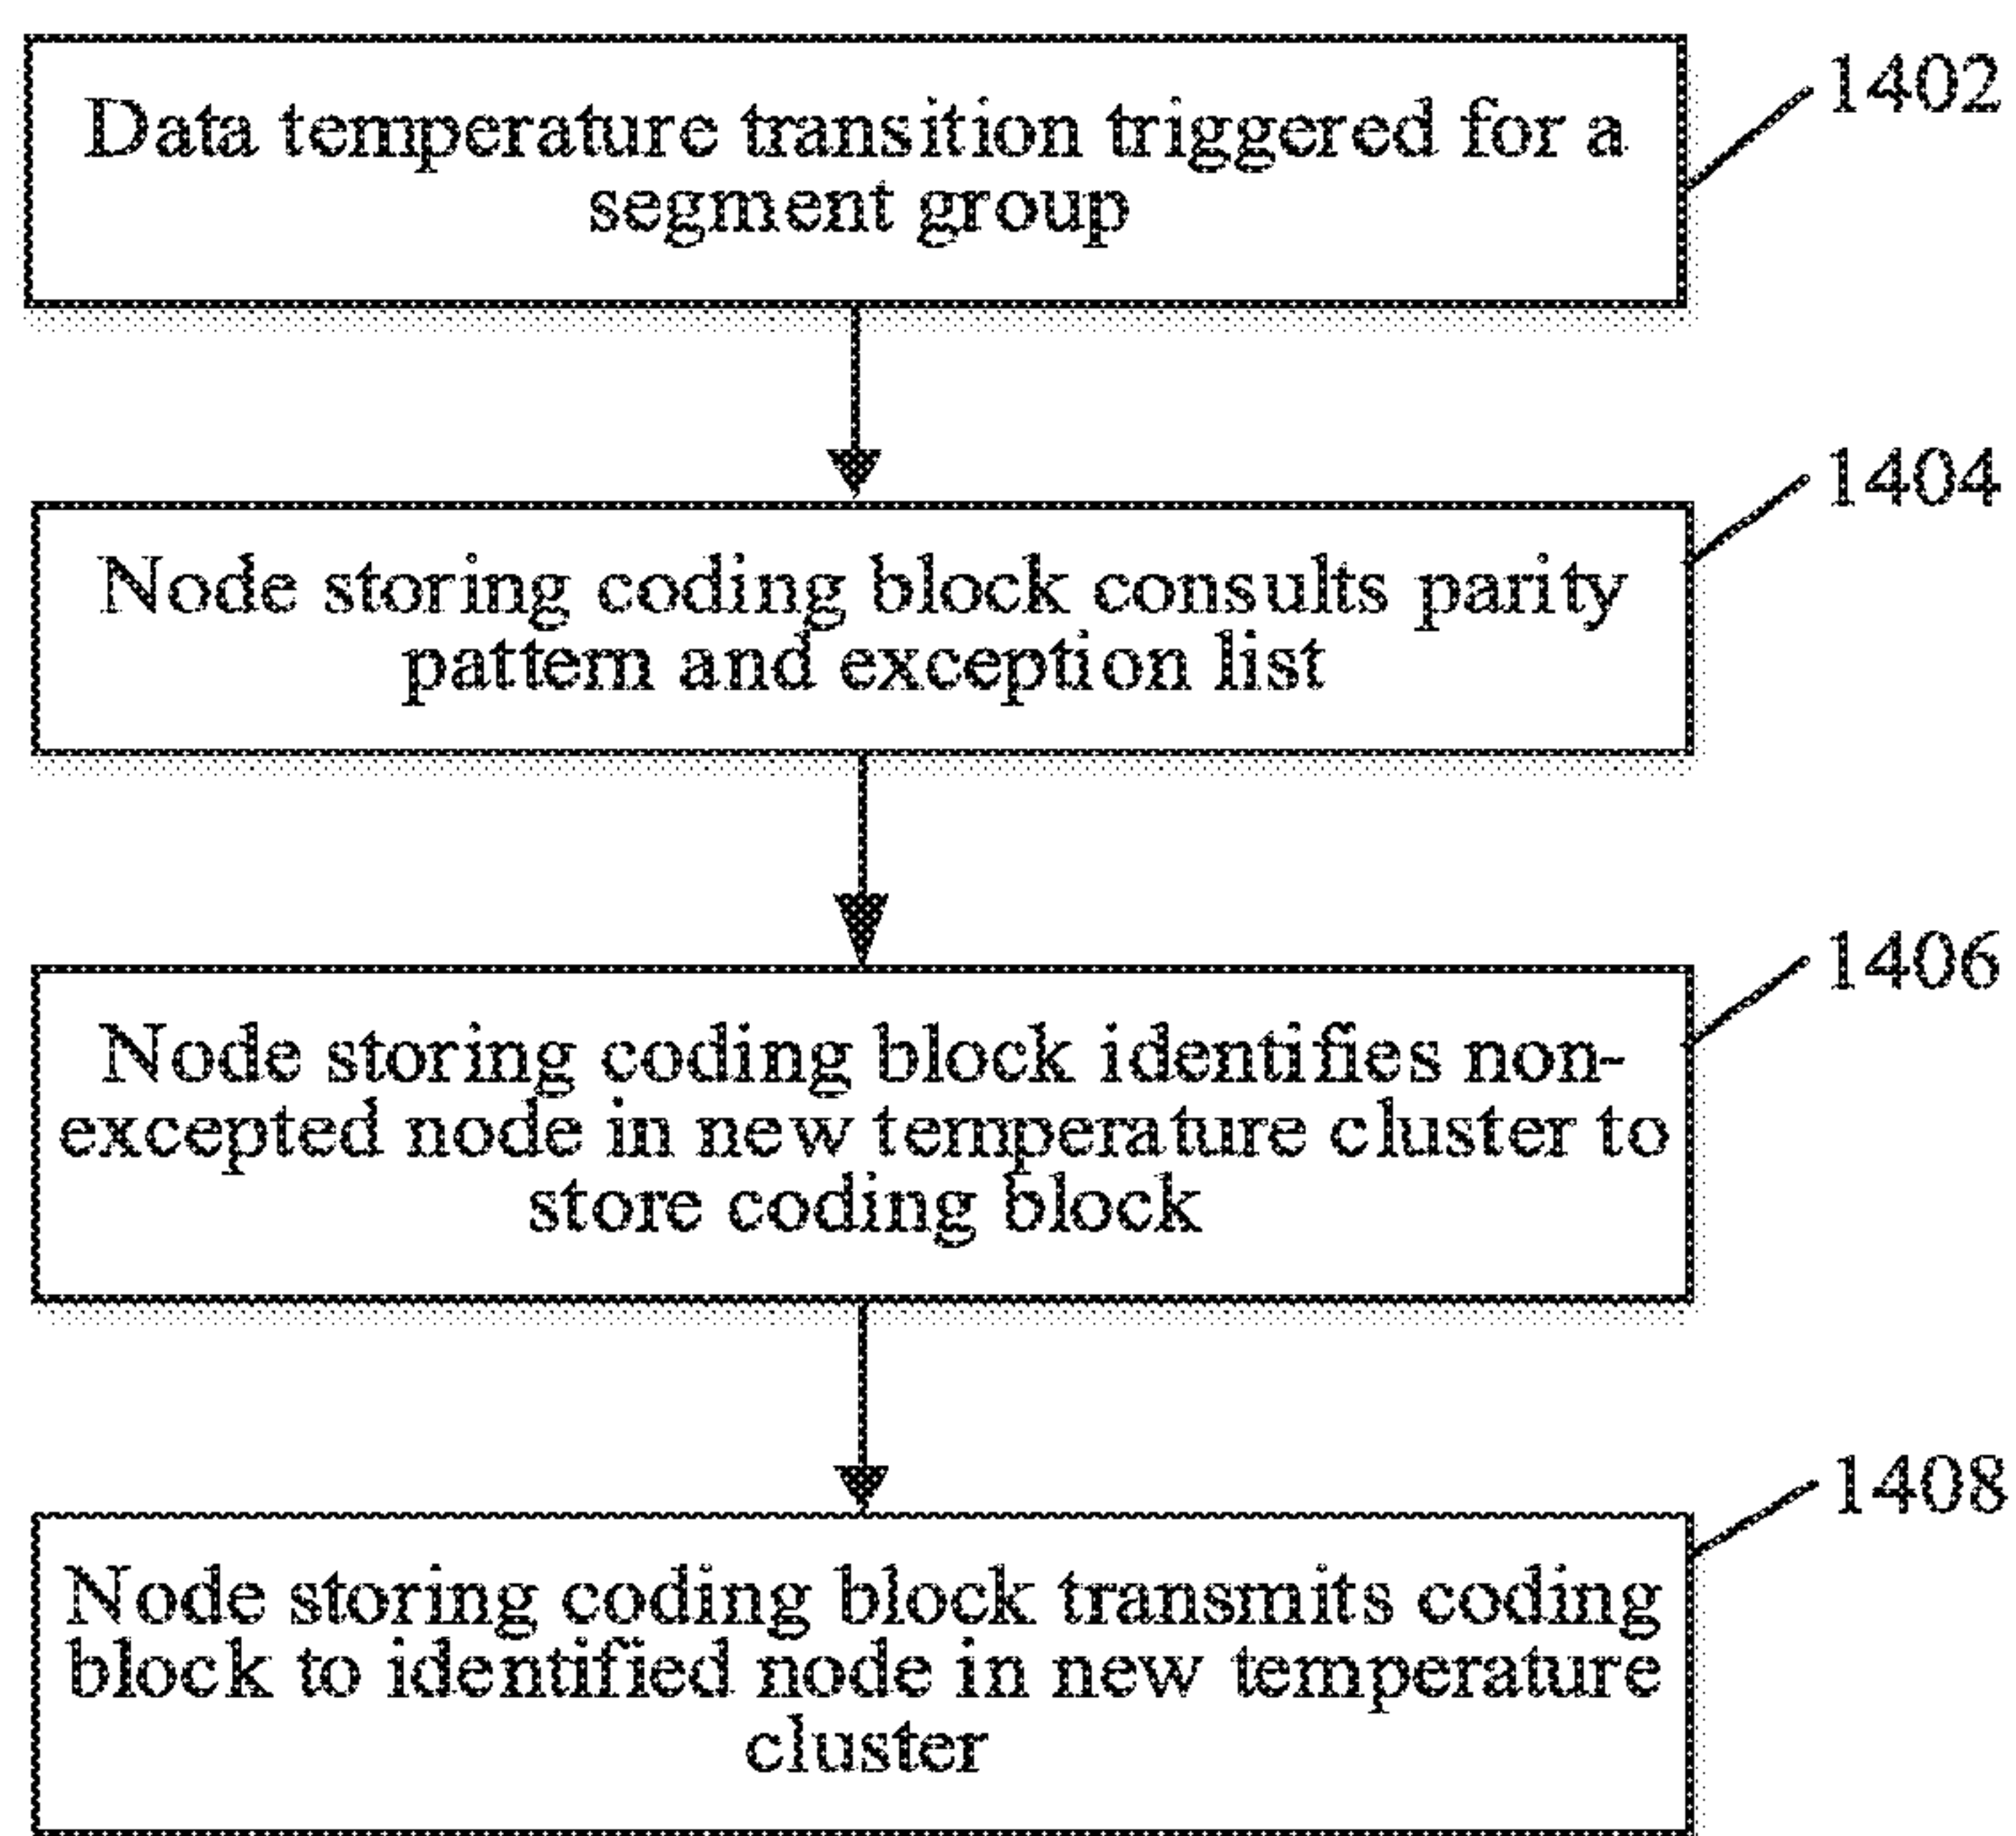 Data temperature transition triggered for a
segment group
1402
Node storing coding block consults parity
pattern and exception list
1404
Node storing coding block identifies non-
excepted node in new temperature cluster to
store coding block
1406
Node storing coding block transmits coding
block to identified node in new temperature
cluster
1408